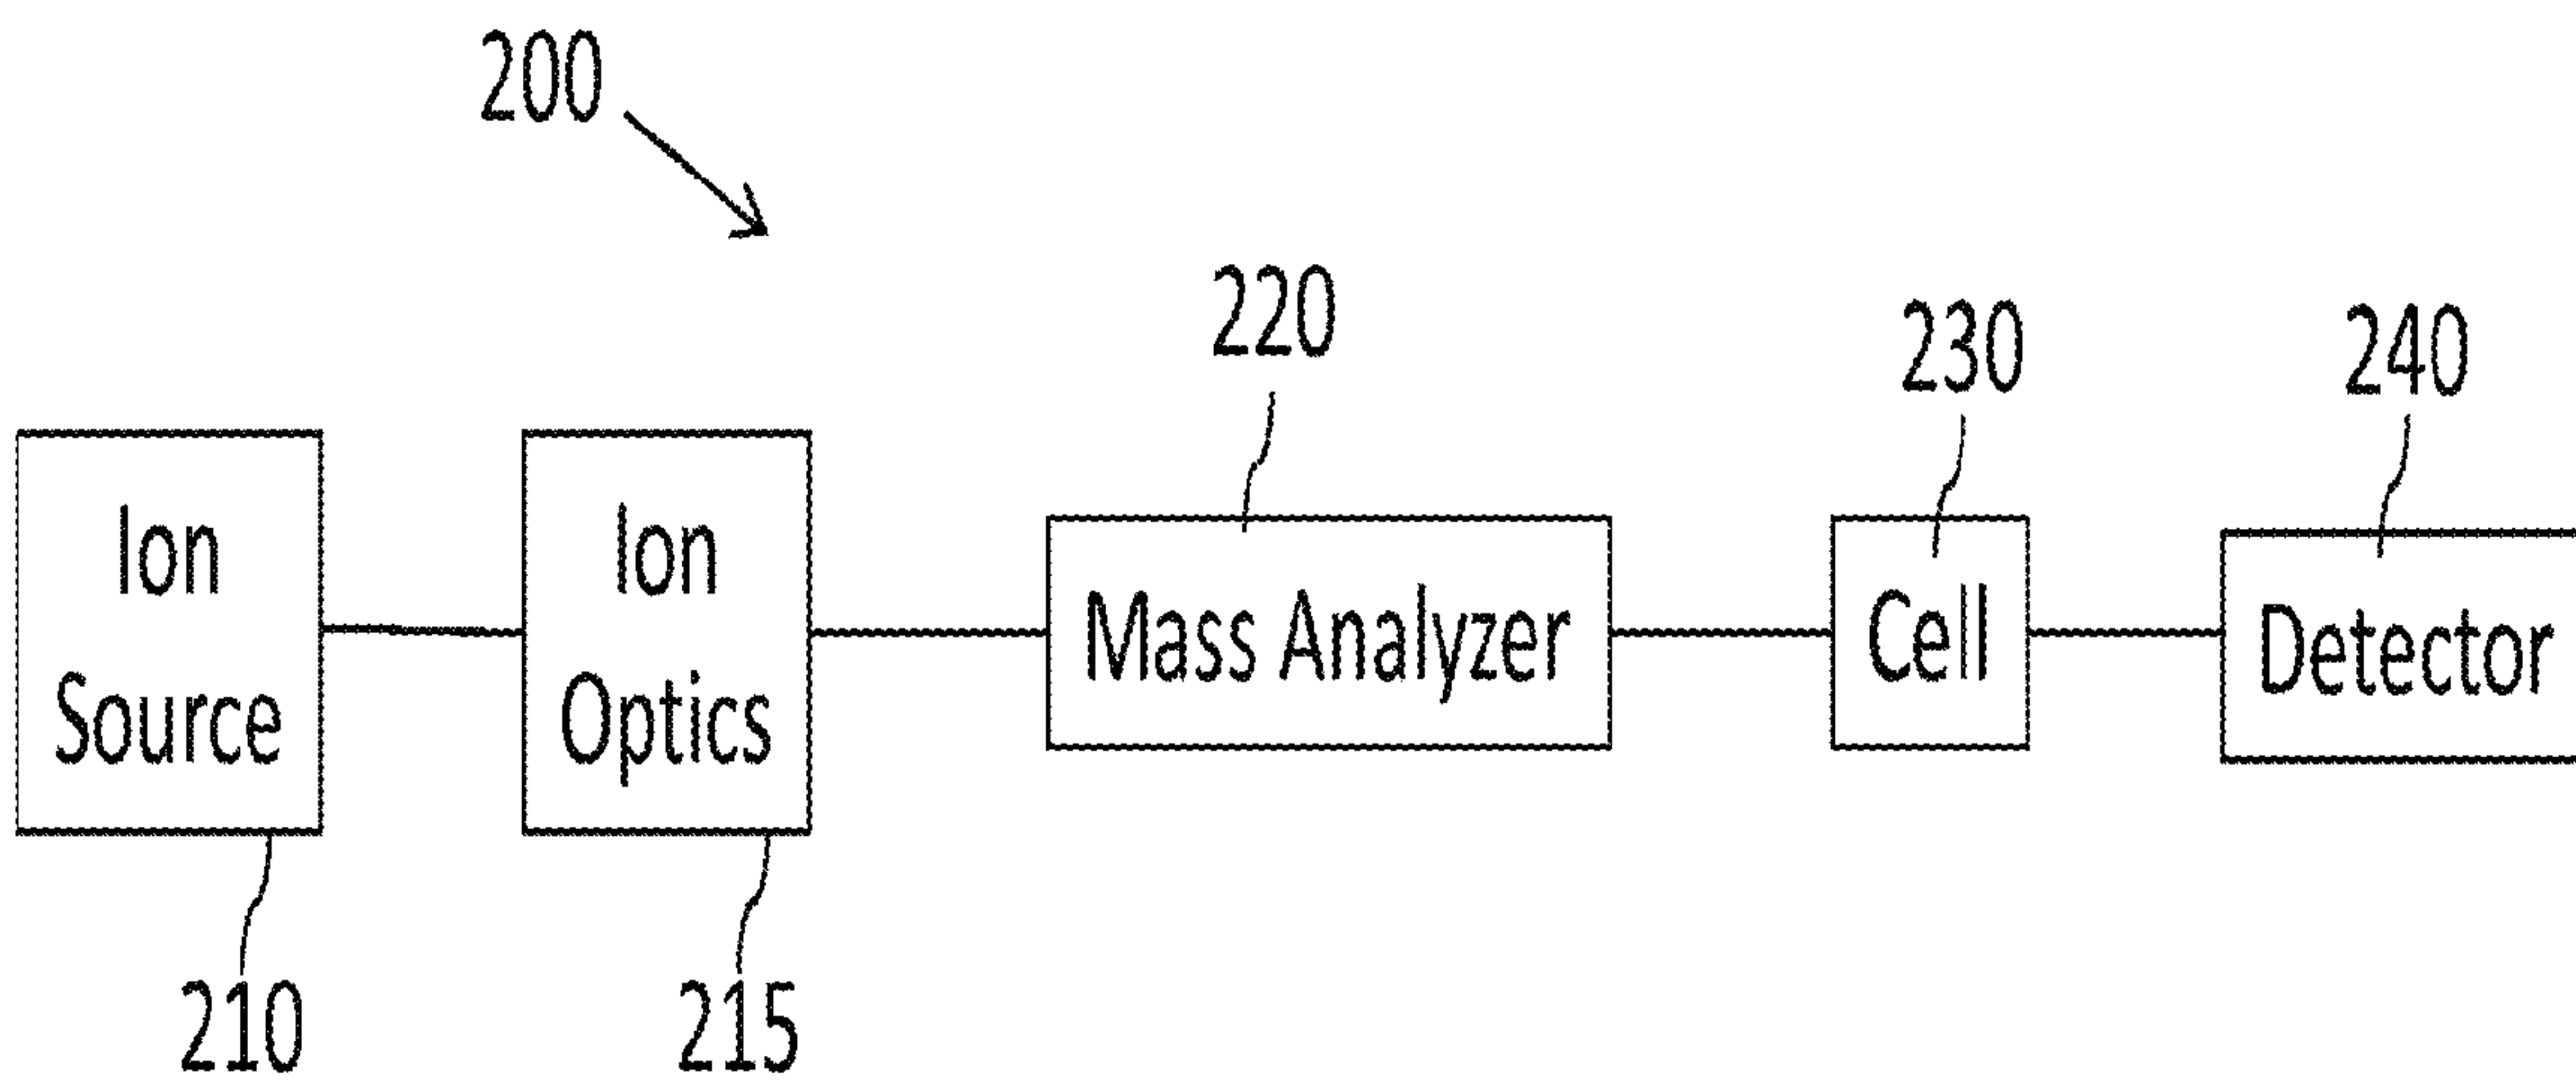 200
220
230
240
Ion
Source
Ion
Optics
Mass Analyzer
Cell
Detector
210
215